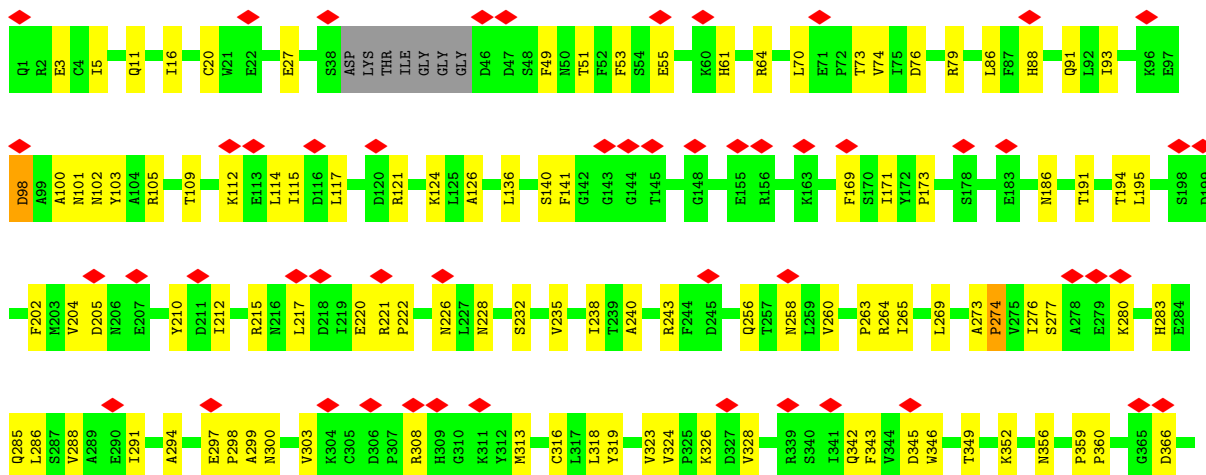 Q1 R2 E3 C4 I5 Q11 I16 C20 W21 E22 E27 S38 ASP LYS THR ILE GLY GLY GLY D46 D47 S48 F49 N50 T51 F52 F53 S54 E55 K60 H61 R64 L70 E71 P72 T73 V74 I75 D76 R79 L86 F87 H88 Q91 L92 I93 K96 E97
D98 A99 A100 N101 N102 Y103 A104 R105 T109 K112 E113 L114 I115 D116 L117 D120 R121 K124 L125 A126 L136 S140 F141 G142 G143 G144 T145 G148 E155 R156 K163 F169 S170 I171 Y172 P173 S178 E183 N186 T191 T194 L195 S198 D199
F202 M203 V204 D205 N206 E207 Y210 D211 I212 R215 N216 L217 D218 I219 E220 R221 P222 N226 L227 N228 S232 V235 I238 T239 A240 R243 F244 D245 Q256 T257 N258 L259 V260 P263 R264 I265 L269 A273 P274 V275 I276 S277 A278 E279 K280 H283 E284
Q285 L286 S287 V288 A289 E290 I291 A294 E297 P298 A299 N300 V303 K304 C305 D306 P307 R308 H309 G310 K311 Y312 M313 C316 L317 L318 Y319 V323 V324 P325 K326 D327 V328 R339 S340 I341 Q342 F343 V344 D345 W346 T349 K352 N356 P359 P360 G365 D366